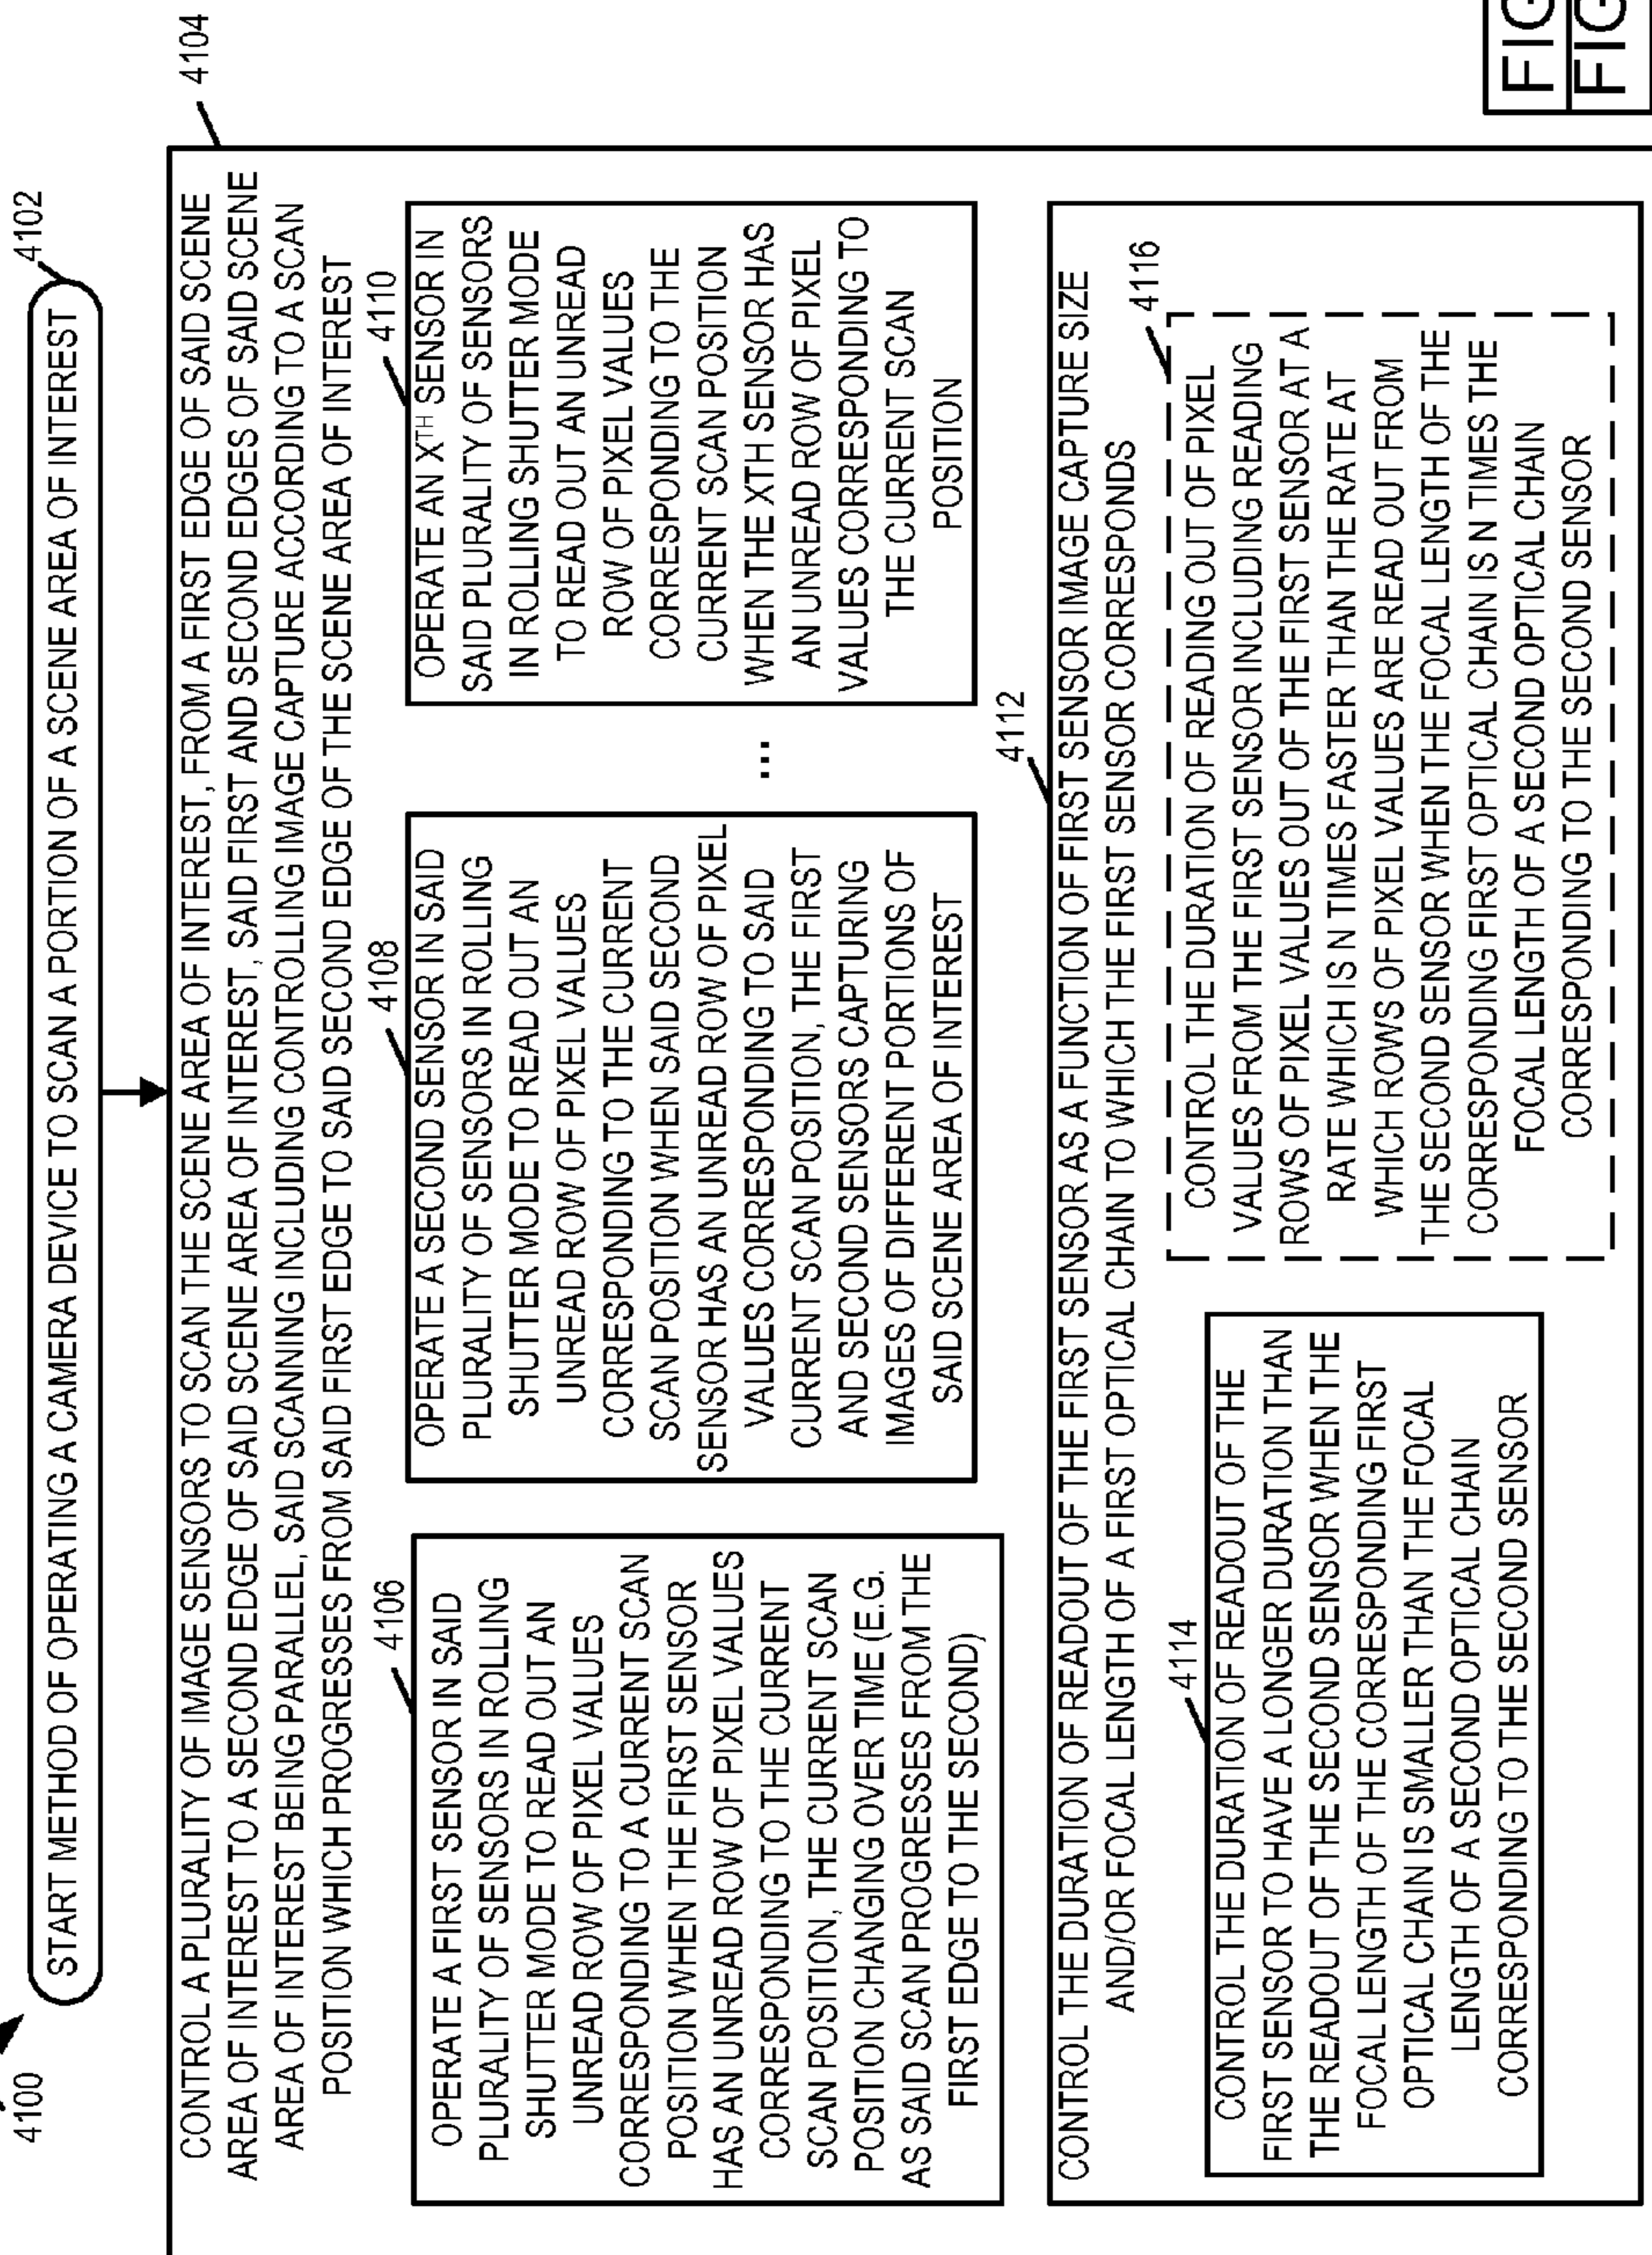 4100
4102
START METHOD OF OPERATING A CAMERA DEVICE TO SCAN A PORTION OF A SCENE AREA OF INTEREST
4104
CONTROL A PLURALITY OF IMAGE SENSORS TO SCAN THE SCENE AREA OF INTEREST, FROM A FIRST EDGE OF SAID SCENE
AREA OF INTEREST TO A SECOND EDGE OF SAID SCENE AREA OF INTEREST, SAID FIRST AND SECOND EDGES OF SAID SCENE
AREA OF INTEREST BEING PARALLEL, SAID SCANNING INCLUDING CONTROLLING IMAGE CAPTURE ACCORDING TO A SCAN
POSITION WHICH PROGRESSES FROM SAID FIRST EDGE TO SAID SECOND EDGE OF THE SCENE AREA OF INTEREST
4106
OPERATE A FIRST SENSOR IN SAID
PLURALITY OF SENSORS IN ROLLING
SHUTTER MODE TO READ OUT AN
UNREAD ROW OF PIXEL VALUES
CORRESPONDING TO A CURRENT SCAN
POSITION WHEN THE FIRST SENSOR
HAS AN UNREAD ROW OF PIXEL VALUES
CORRESPONDING TO THE CURRENT
SCAN POSITION, THE CURRENT SCAN
POSITION CHANGING OVER TIME (E.G.
AS SAID SCAN PROGRESSES FROM THE
FIRST EDGE TO THE SECOND)
4108
OPERATE A SECOND SENSOR IN SAID
PLURALITY OF SENSORS IN ROLLING
SHUTTER MODE TO READ OUT AN
UNREAD ROW OF PIXEL VALUES
CORRESPONDING TO THE CURRENT
SCAN POSITION WHEN SAID SECOND
SENSOR HAS AN UNREAD ROW OF PIXEL
VALUES CORRESPONDING TO SAID
CURRENT SCAN POSITION, THE FIRST
AND SECOND SENSORS CAPTURING
IMAGES OF DIFFERENT PORTIONS OF
SAID SCENE AREA OF INTEREST
...
4110
OPERATE AN XTH SENSOR IN
SAID PLURALITY OF SENSORS
IN ROLLING SHUTTER MODE
TO READ OUT AN UNREAD
ROW OF PIXEL VALUES
CORRESPONDING TO THE
CURRENT SCAN POSITION
WHEN THE XTH SENSOR HAS
AN UNREAD ROW OF PIXEL
VALUES CORRESPONDING TO
THE CURRENT SCAN
POSITION
4112
CONTROL THE DURATION OF READOUT OF THE FIRST SENSOR AS A FUNCTION OF FIRST SENSOR IMAGE CAPTURE SIZE
AND/OR FOCAL LENGTH OF A FIRST OPTICAL CHAIN TO WHICH THE FIRST SENSOR CORRESPONDS
4114
CONTROL THE DURATION OF READOUT OF THE
FIRST SENSOR TO HAVE A LONGER DURATION THAN
THE READOUT OF THE SECOND SENSOR WHEN THE
FOCAL LENGTH OF THE CORRESPONDING FIRST
OPTICAL CHAIN IS SMALLER THAN THE FOCAL
LENGTH OF A SECOND OPTICAL CHAIN
CORRESPONDING TO THE SECOND SENSOR
4116
CONTROL THE DURATION OF READING OUT OF PIXEL
VALUES FROM THE FIRST SENSOR INCLUDING READING
ROWS OF PIXEL VALUES OUT OF THE FIRST SENSOR AT A
RATE WHICH IS N TIMES FASTER THAN THE RATE AT
WHICH ROWS OF PIXEL VALUES ARE READ OUT FROM
THE SECOND SENSOR WHEN THE FOCAL LENGTH OF THE
CORRESPONDING FIRST OPTICAL CHAIN IS N TIMES THE
FOCAL LENGTH OF A SECOND OPTICAL CHAIN
CORRESPONDING TO THE SECOND SENSOR
FIG
FIG